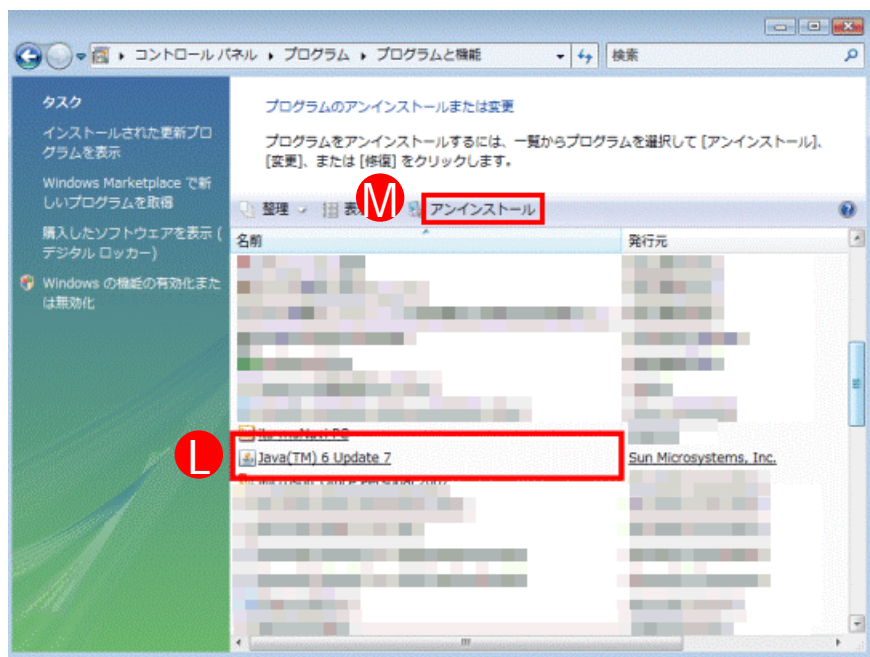 コントロール パネル ▸ プログラム ▸ プログラムと機能
検索
タスク
インストールされた更新プロ
グラムを表示
Windows Marketplace で新
しいプログラムを取得
購入したソフトウェアを表示 (
デジタル ロッカー)
Windows の機能の有効化また
は無効化
プログラムのアンインストールまたは変更
プログラムをアンインストールするには、一覧からプログラムを選択して [アンインストール]、
[変更]、または [修復] をクリックします。
整理
M
アンインストール
名前
発行元
L
Java(TM) 6 Update 7
Sun Microsystems, Inc.
Microsoft Office Personal 2007